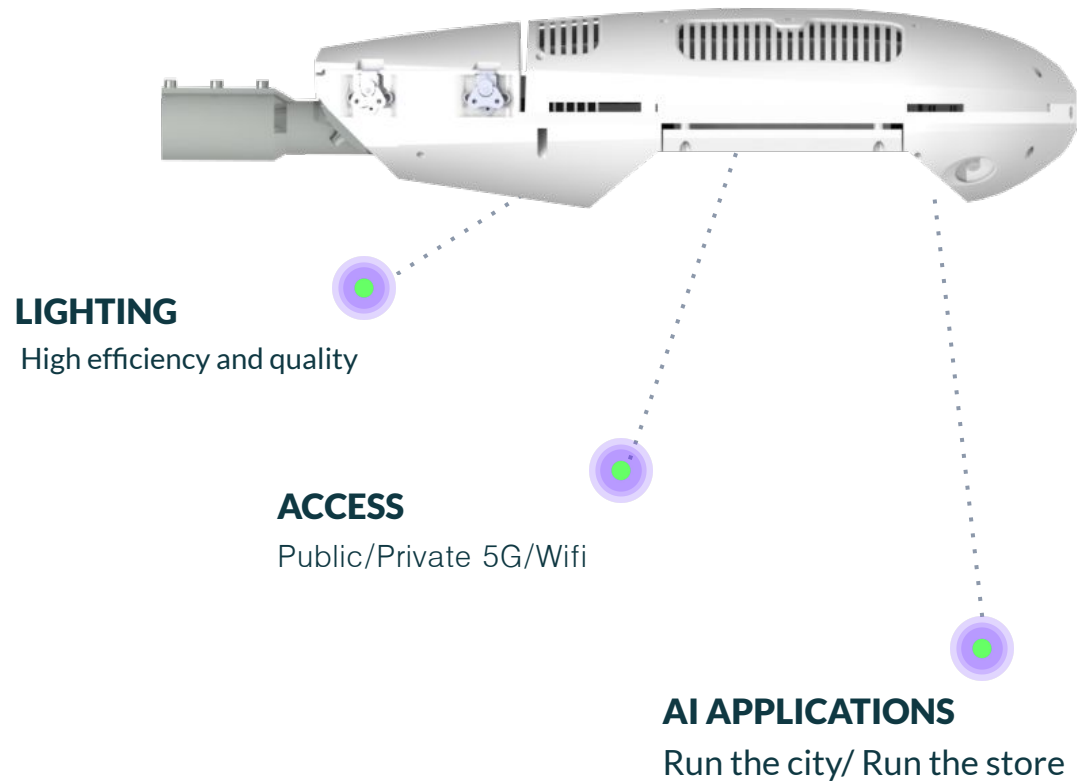 LIGHTING
High efficiency and quality
ACCESS
Public/Private 5G/Wifi
AI APPLICATIONS
Run the city/ Run the store